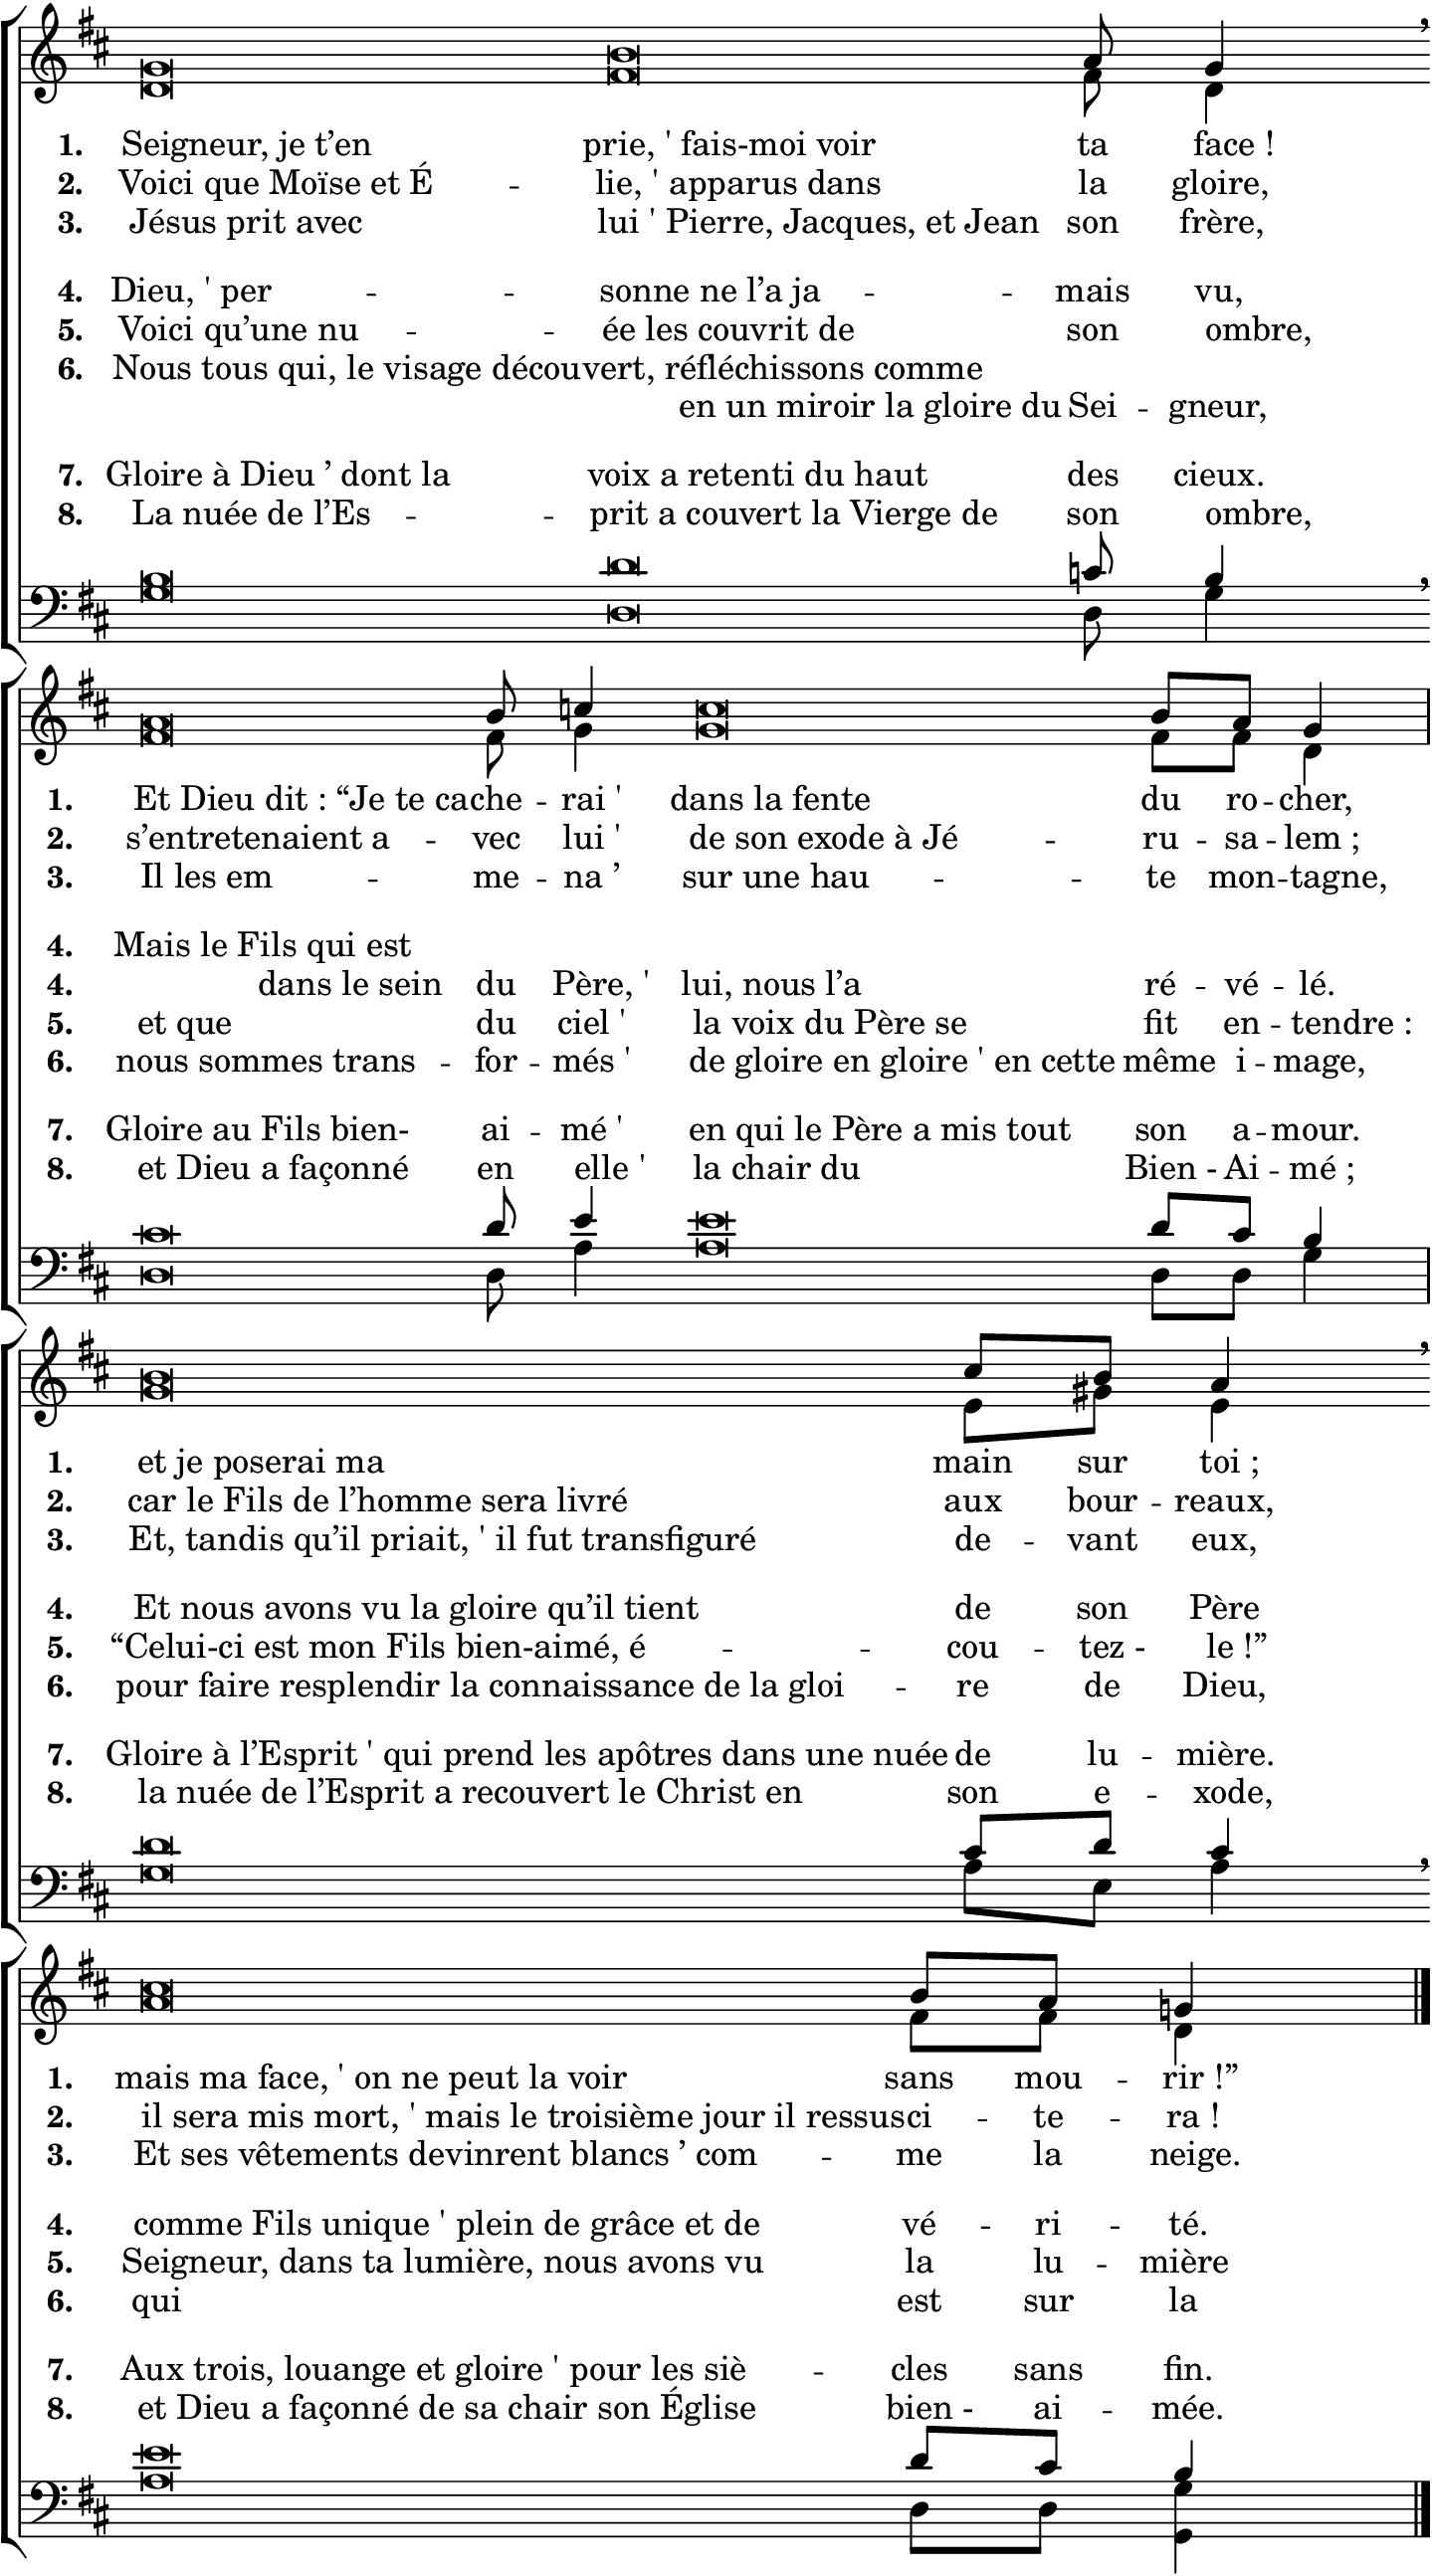 1. Seigneur, je t’en prie, ' fais-moi voir ta face !
2. Voici que Moïse et É -- lie, ' apparus dans la gloire,
3. Jésus prit avec lui ' Pierre, Jacques, et Jean son frère,
4. Dieu, ' per -- -- sonne ne l’a ja -- -- mais vu,
5. Voici qu’une nu -- -- ée les couvrit de son ombre,
6. Nous tous qui, le visage découvert, réfléchissons comme
en un miroir la gloire du Sei -- gneur,
7. Gloire à Dieu ’ dont la voix a retenti du haut des cieux.
8. La nuée de l’Es -- -- prit a couvert la Vierge de son ombre,
1. Et Dieu dit : “Je te cache -- rai ' dans la fente du ro -- cher,
2. s’entretenaient a -- vec lui ' de son exode à Jé -- ru -- sa -- lem ;
3. Il les em -- -- me -- na ’ sur une hau -- -- te mon -- tagne,
4. Mais le Fils qui est
4. dans le sein du Père, ' lui, nous l’a ré -- vé -- lé.
5. et que du ciel ' la voix du Père se fit en -- tendre :
6. nous sommes trans -- for -- més ' de gloire en gloire ' en cette même i -- mage,
7. Gloire au Fils bien- ai -- mé ' en qui le Père a mis tout son a -- mour.
8. et Dieu a façonné en elle ' la chair du Bien - Ai -- mé ;
1. et je poserai ma main sur toi ;
2. car le Fils de l’homme sera livré aux bour -- reaux,
3. Et, tandis qu’il priait, ' il fut transfiguré de -- vant eux,
4. Et nous avons vu la gloire qu’il tient de son Père
5. “Celui-ci est mon Fils bien-aimé, é -- -- cou -- tez - le !”
6. pour faire resplendir la connaissance de la gloi -- re de Dieu,
7. Gloire à l’Esprit ' qui prend les apôtres dans une nuée de lu -- mière.
8. la nuée de l’Esprit a recouvert le Christ en son e -- xode,
1. mais ma face, ' on ne peut la voir sans mou -- rir !”
2. il sera mis mort, ' mais le troisième jour il ressusci -- te -- ra !
3. Et ses vêtements devinrent blancs ’ com -- me la neige.
4. comme Fils unique ' plein de grâce et de vé -- ri -- té.
5. Seigneur, dans ta lumière, nous avons vu la lu -- mière
6. qui est sur la
7. Aux trois, louange et gloire ' pour les siè -- cles sans fin.
8. et Dieu a façonné de sa chair son Église bien - ai -- mée.